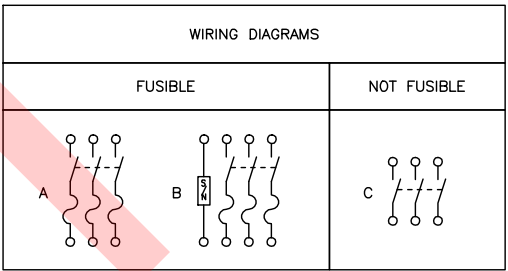 WIRING DIAGRAMS
FUSIBLE
NOT FUSIBLE
A
B
S/N
C